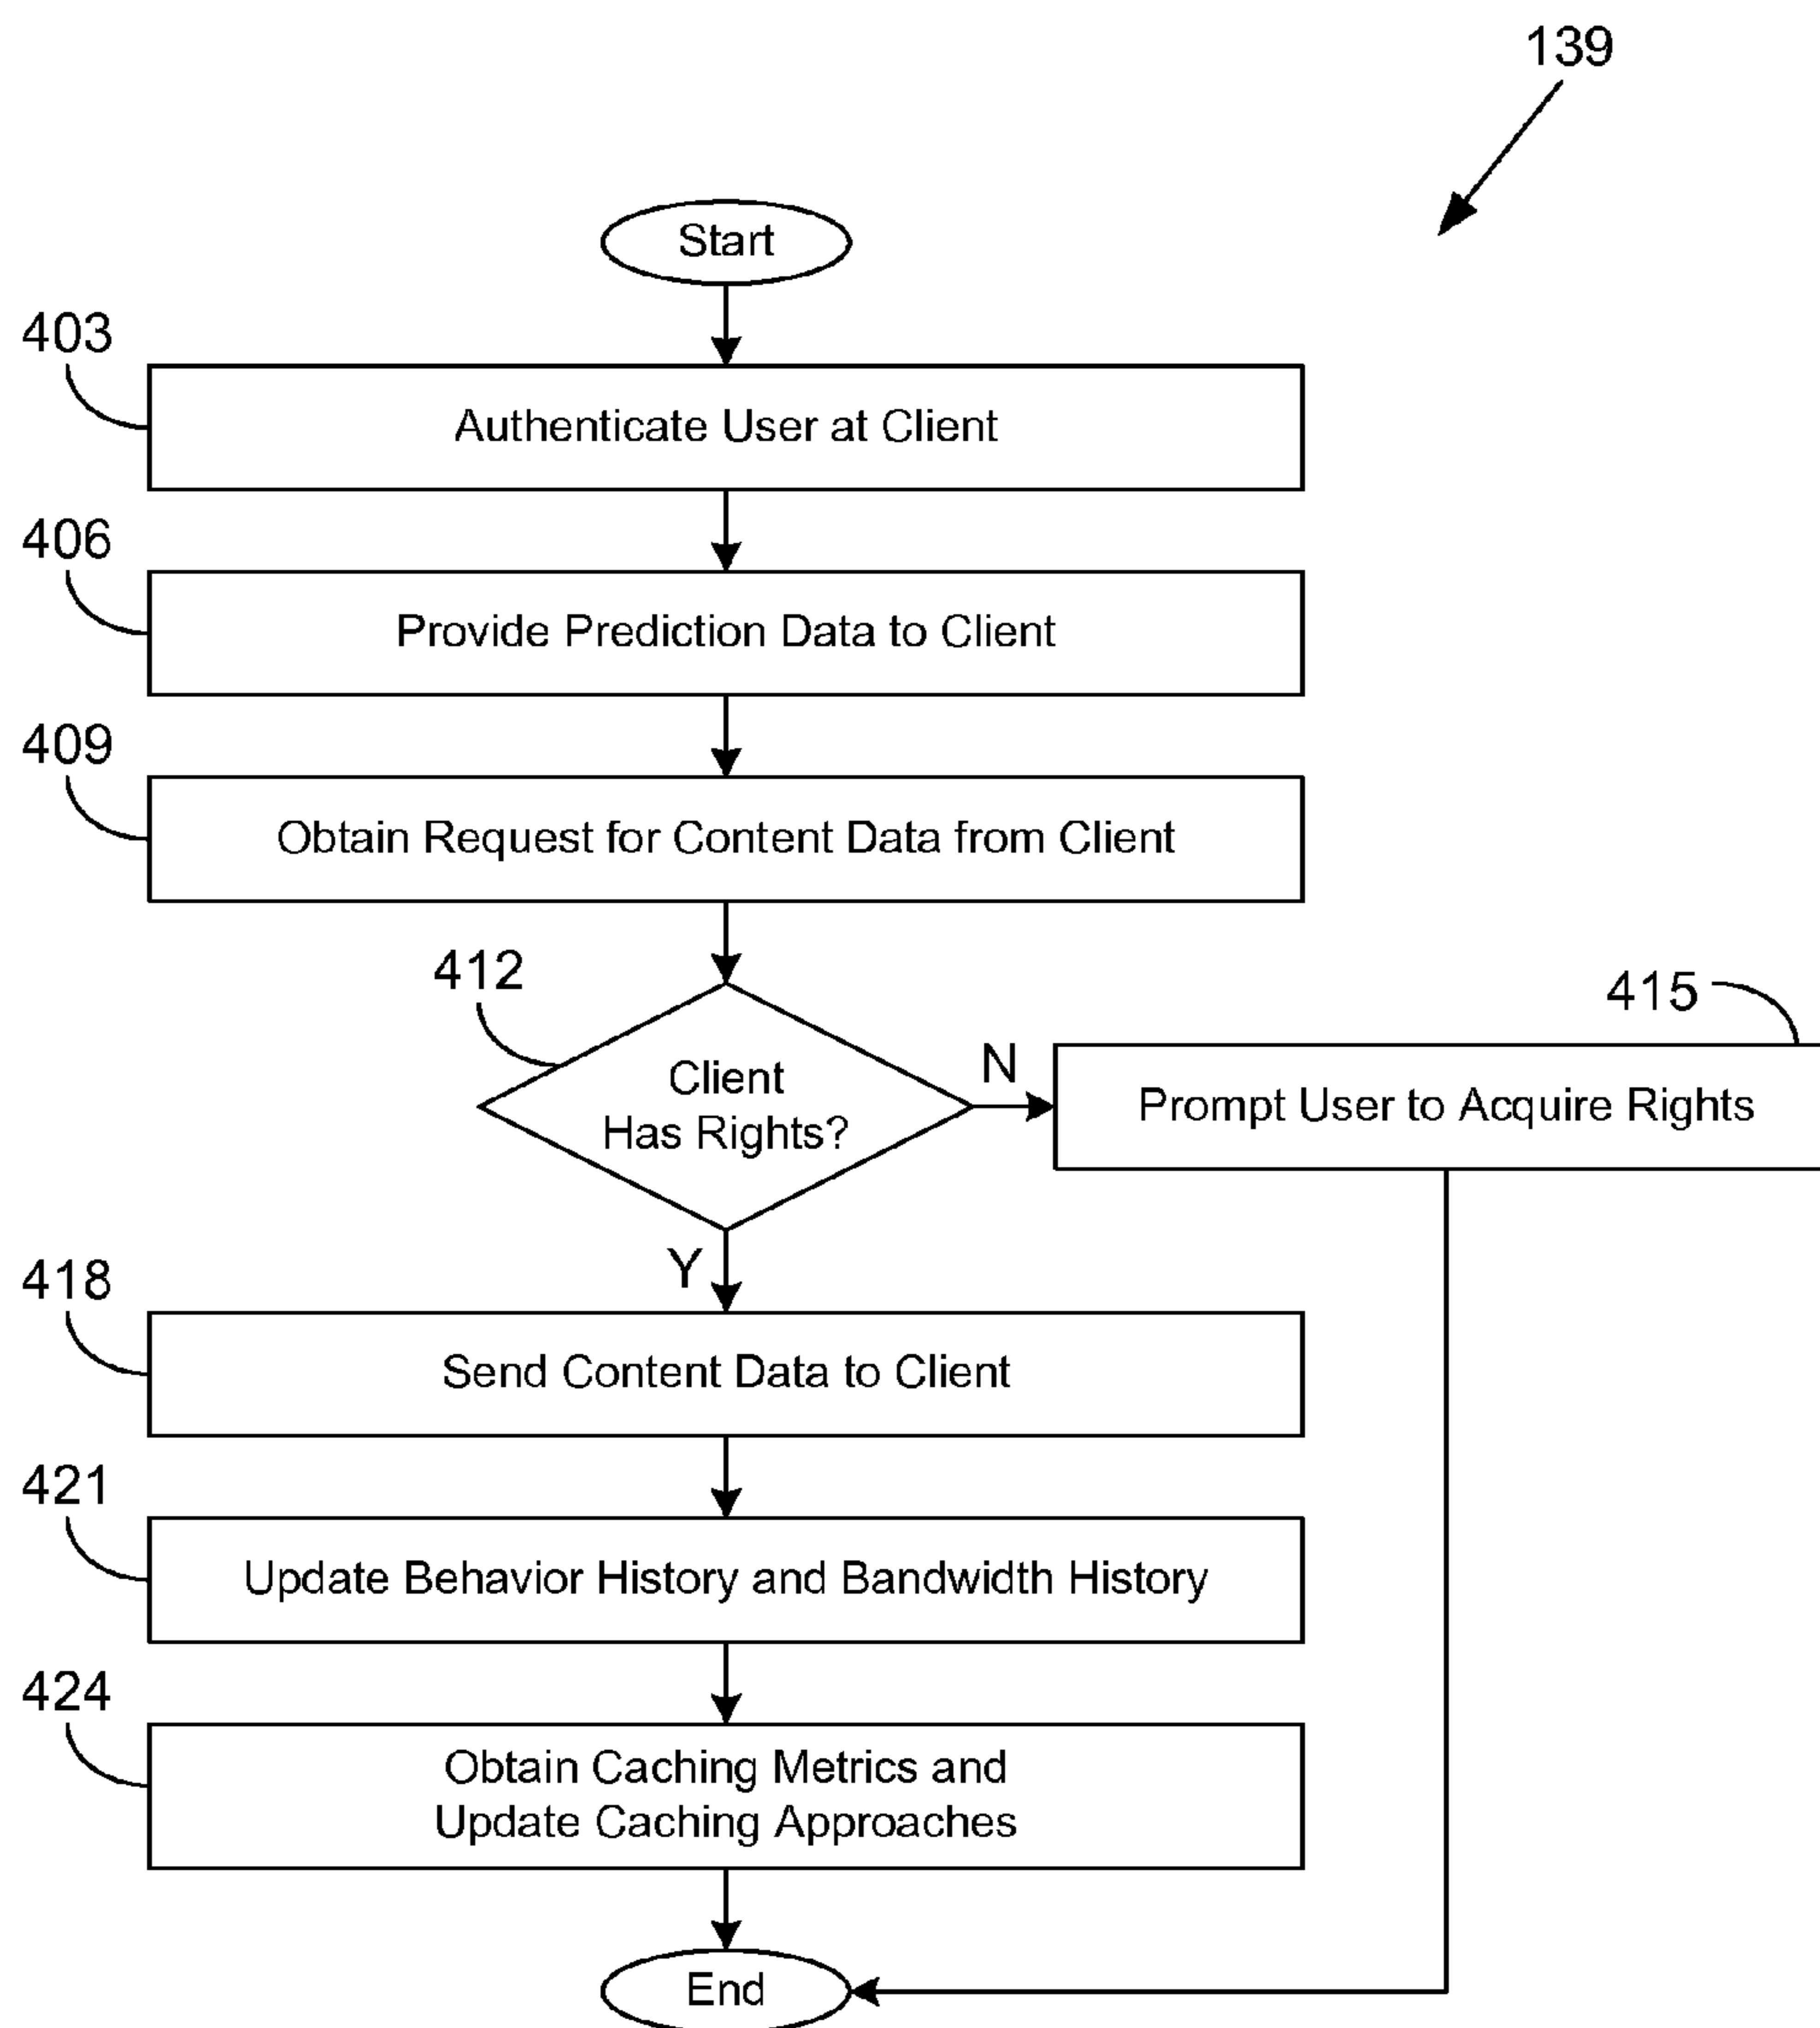 139
Start
403
Authenticate User at Client
406
Provide Prediction Data to Client
409
Obtain Request for Content Data from Client
412
Client
Has Rights?
N
415
Prompt User to Acquire Rights
Y
418
Send Content Data to Client
421
Update Behavior History and Bandwidth History
424
Obtain Caching Metrics and
Update Caching Approaches
End